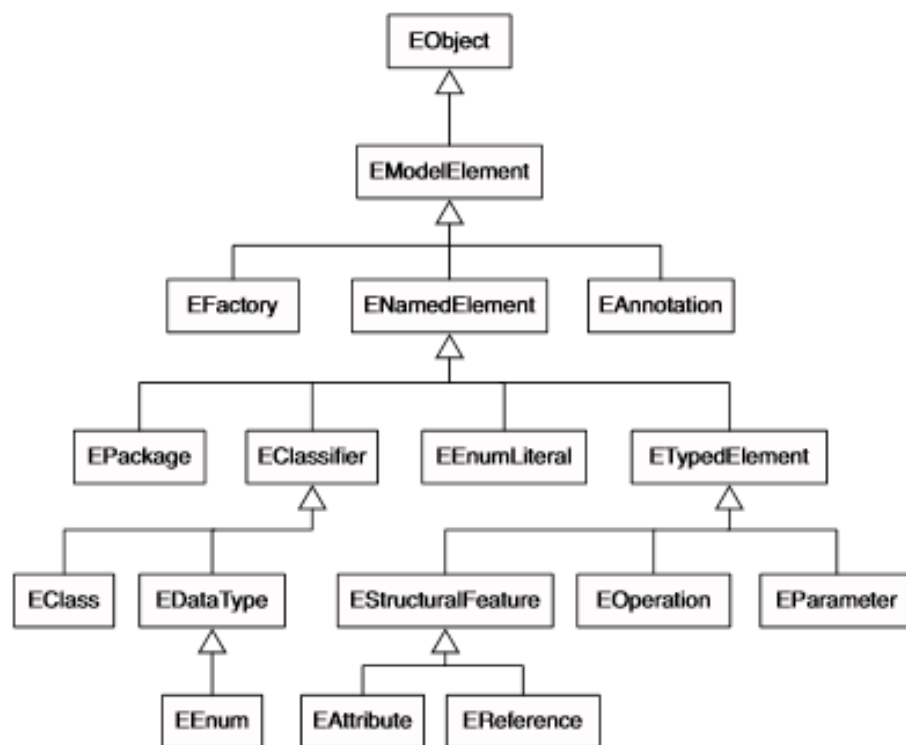 EObject
EModelElement
EFactory
ENamedElement
EAnnotation
EPackage
EClassifier
EEnumLiteral
ETypedElement
EClass
EDataType
EStructuralFeature
EOperation
EParameter
EEnum
EAttribute
EReference